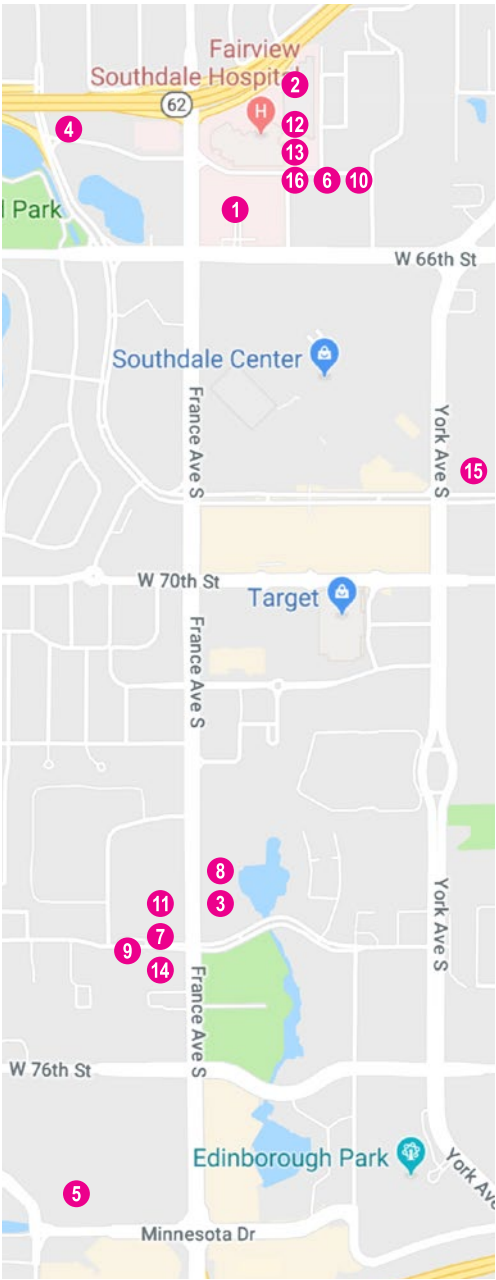 Fairview
Southdale Hospital
2
62
H
12
4
13
16 6 10
l Park
1
W 66th St
Southdale Center
France Ave S
York Ave S
15
W 70th St
Target
France Ave S
8
11
3
York Ave S
7
9
14
France Ave S
W 76th St
Edinborough Park
York Ave
5
Minnesota Dr